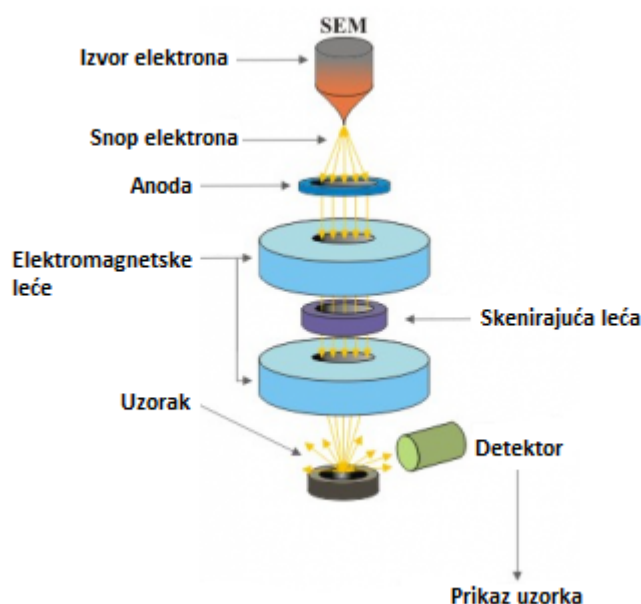 SEM
Izvor elektrona
Snop elektrona
Anoda
Elektromagnetske
leće
Skenirajuća leća
Uzorak
Detektor
Prikaz uzorka